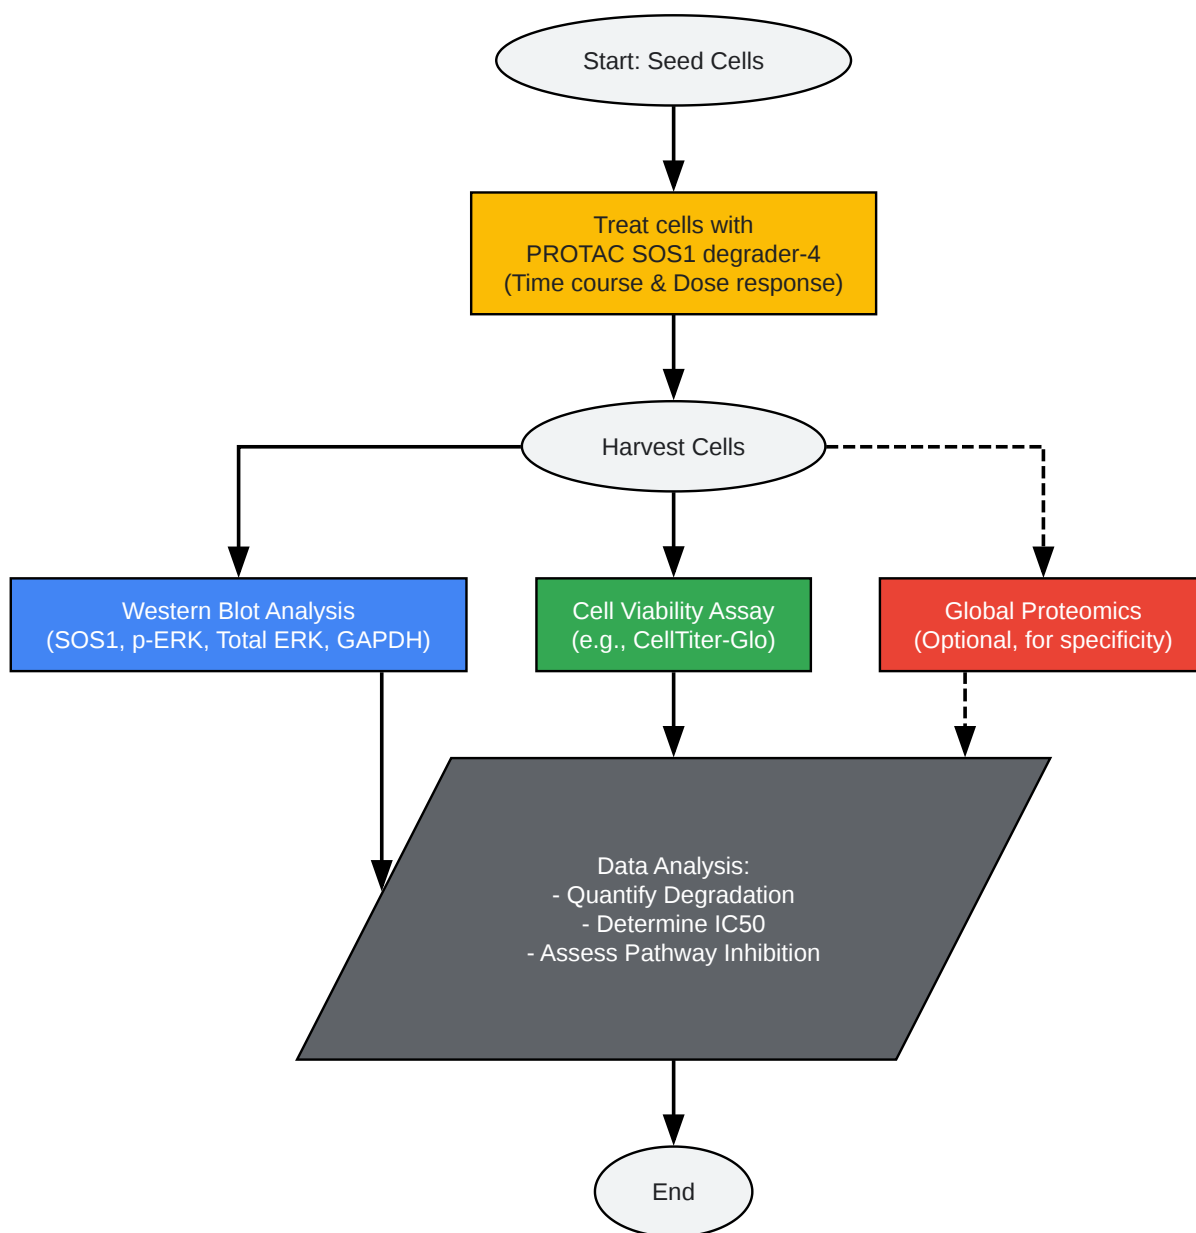 Start: Seed Cells
Treat cells with
PROTAC SOS1 degrader-4
(Time course & Dose response)
Harvest Cells
Western Blot Analysis
(SOS1, p-ERK, Total ERK, GAPDH)
Cell Viability Assay
(e.g., CellTiter-Glo)
Global Proteomics
(Optional, for specificity)
Data Analysis:
- Quantify Degradation
- Determine IC50
- Assess Pathway Inhibition
End